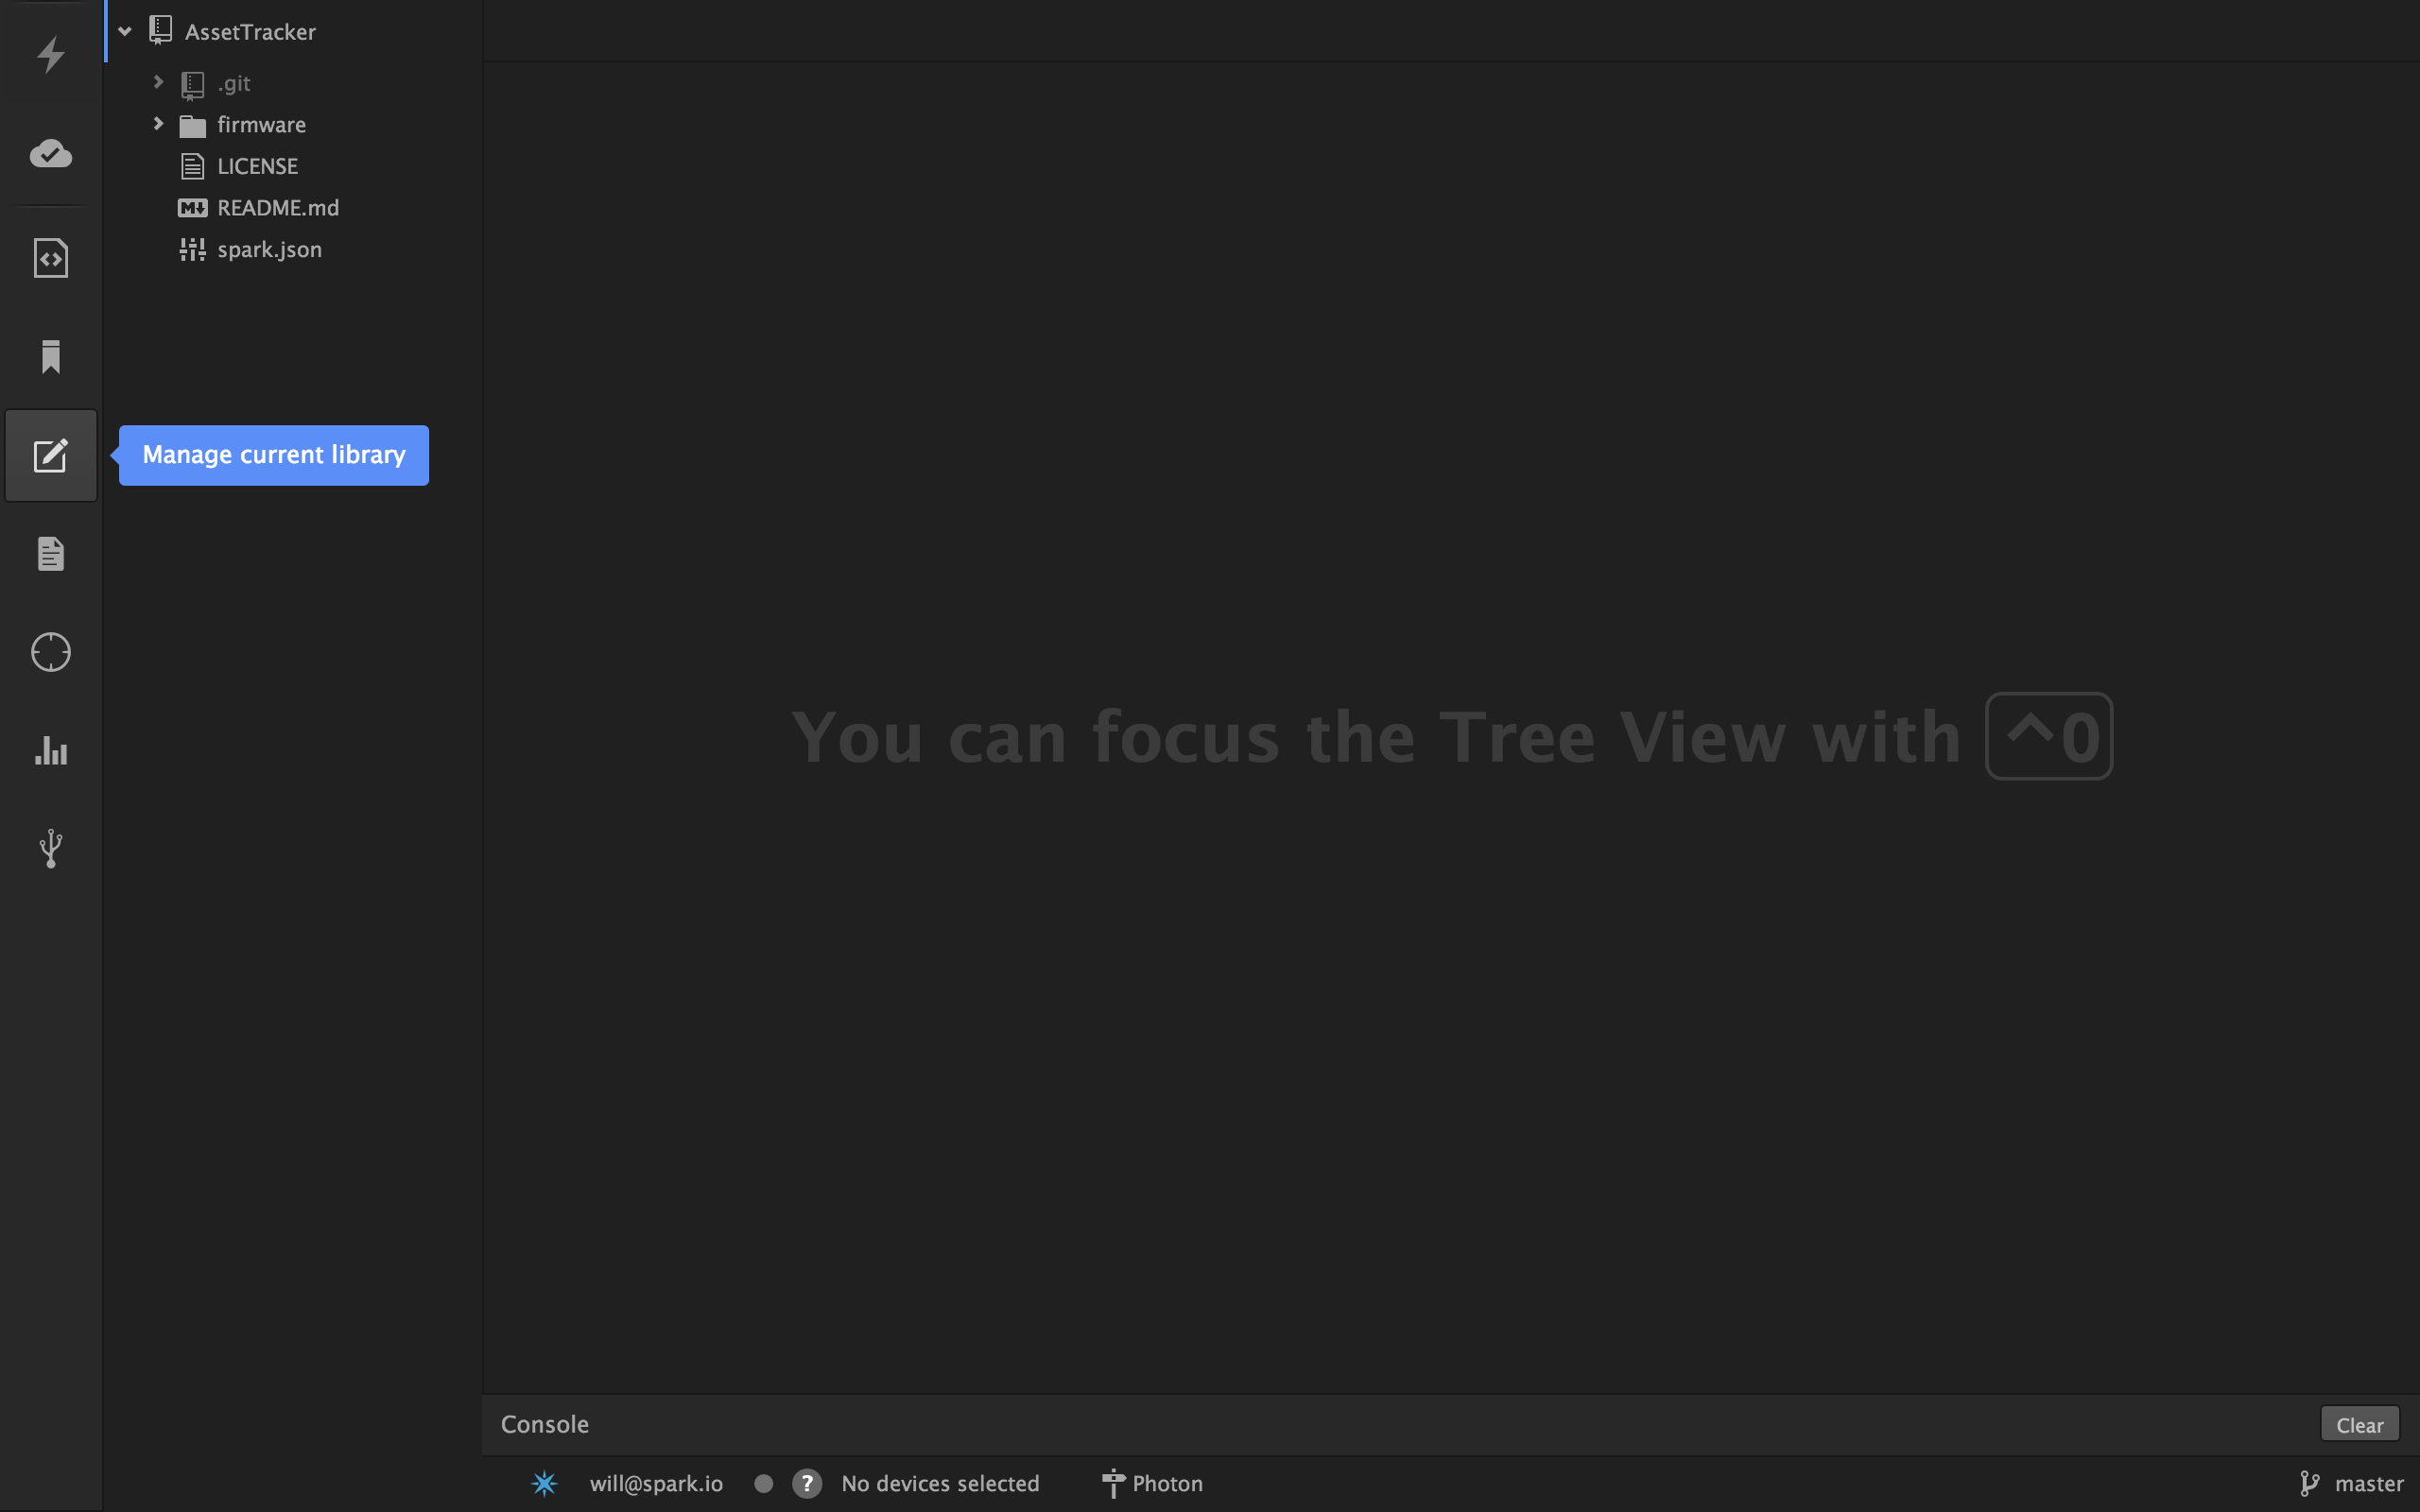 AssetTracker
.git
firmware
LICENSE
README.md
spark.json
Manage current library
You can focus the Tree View with ^0
Console
Clear
will@spark.io ? No devices selected Photon master